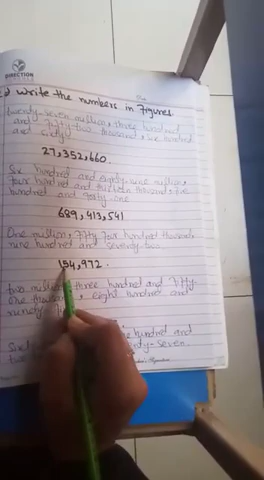 DIRECTION
Write the numbers in Figures.
twenty-seven million, three hundred
and fifty-two thousand, six hundred
and sixty
27,352,660.
Six hundred and eighty nine million,
four hundred and thirteen thousand, five
hundred and forty-one
689,413,541
One million, fifty four hundred thousand
nine hundred and seventy-two
154,972.
two million three hundred and fifty-
one thousand, eight hundred and
ninety
hundred and
ty-seven.